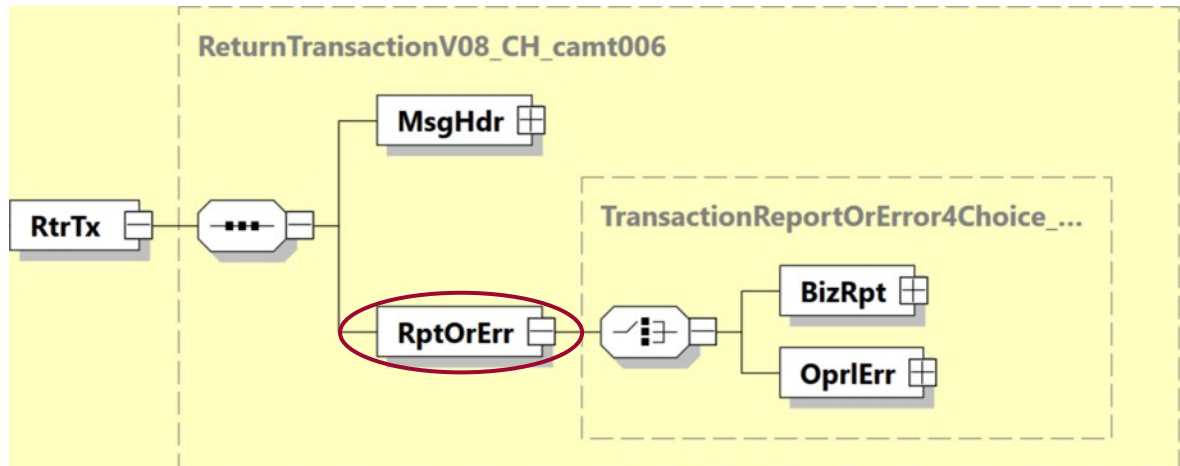 ReturnTransactionV08_CH_camt006
MsgHdr
RtrTx
TransactionReportOrError4Choice_...
BizRpt
RptOrErr
OprlErr